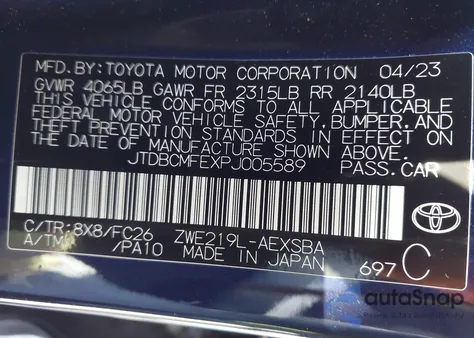 MFD. BY: TOYOTA MOTOR CORPORATION 04/23
GVWR 4065LB GAWR FR 2315LB RR 2140LB
THIS VEHICLE CONFORMS TO ALL APPLICABLE
FEDERAL MOTOR VEHICLE SAFETY, BUMPER, AND
THEFT PREVENTION STANDARDS IN EFFECT ON
THE DATE OF MANUFACTURE SHOWN ABOVE.
JTDBCMFEXPJ005589 PASS. CAR
C/TR: 8X8/FC26 ZWE219L-AEXSBA
A/TM: /PA10 MADE IN JAPAN 697 C
TOYOTA
autoSnap